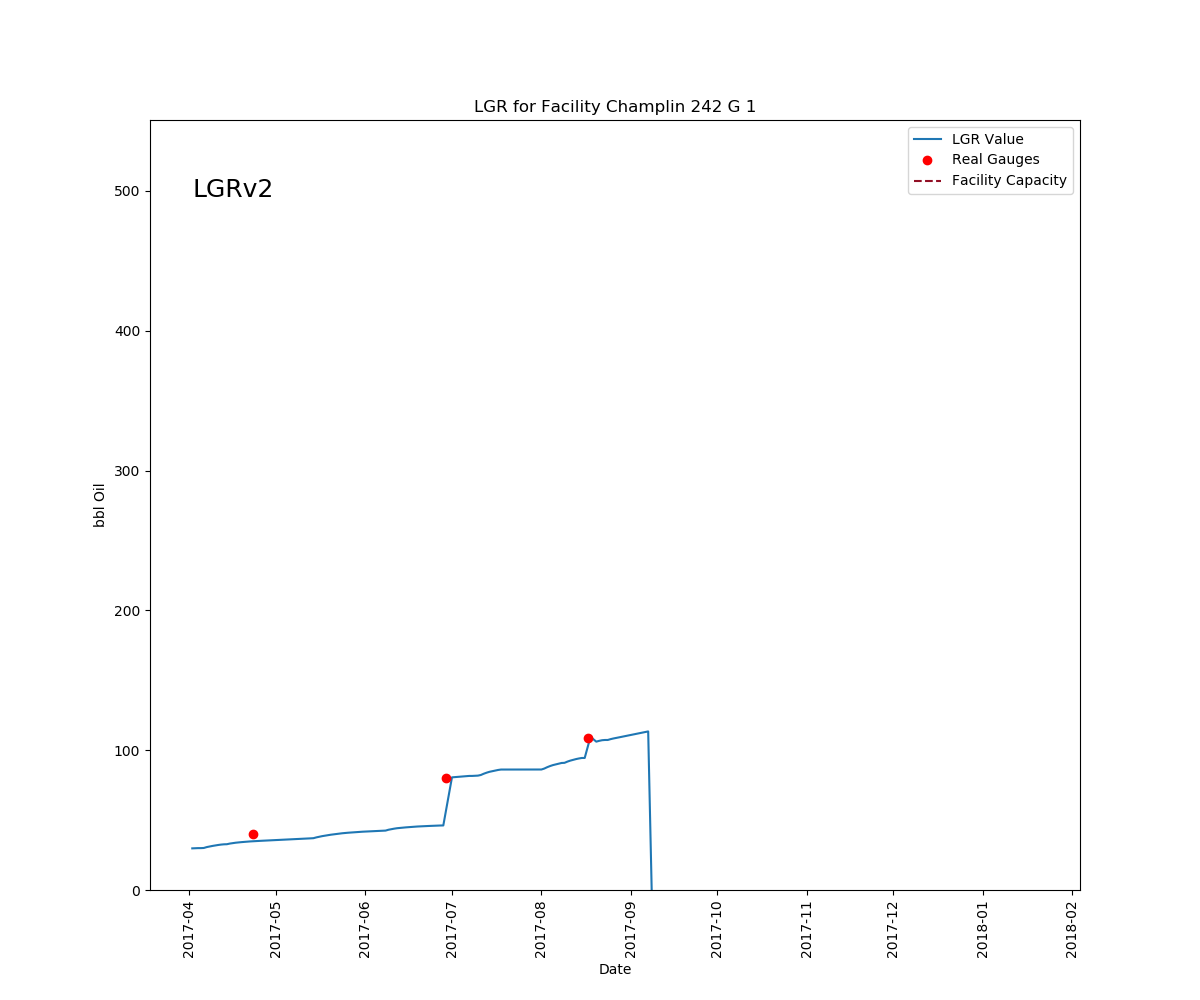 LGR for Facility Champlin 242 G 1
LGRv2
LGR Value
Real Gauges
Facility Capacity
500
400
300
200
100
0
bbl Oil
2017-04
2017-05
2017-06
2017-07
2017-08
2017-09
2017-10
2017-11
2017-12
2018-01
2018-02
Date